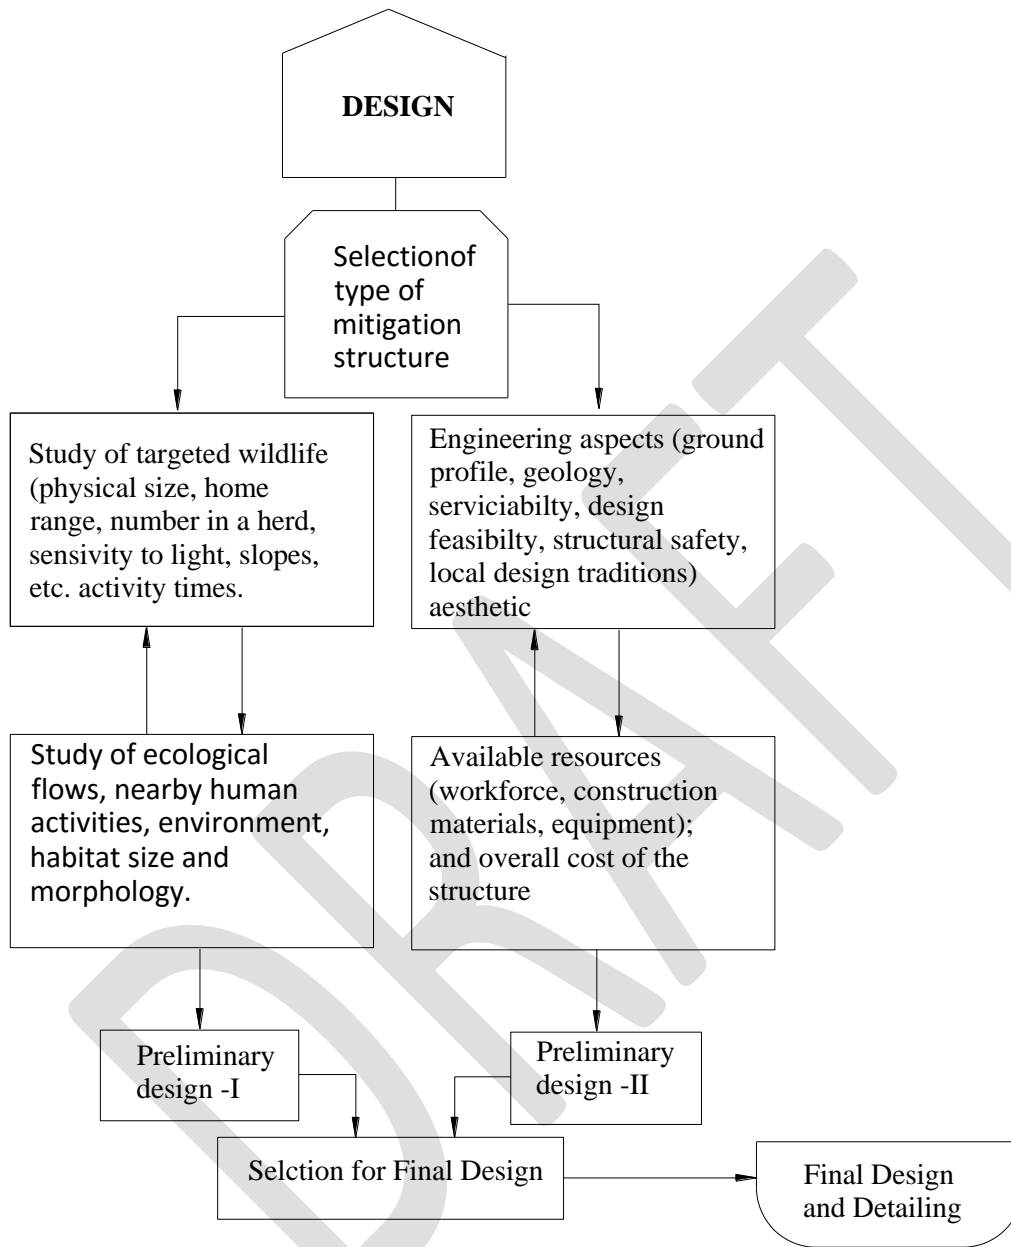 DESIGN
Selectionof
type of
mitigation
structure
Study of targeted wildlife
(physical size, home
range, number in a herd,
sensivity to light, slopes,
etc. activity times.
Engineering aspects (ground
profile, geology,
serviciabilty, design
feasibilty, structural safety,
local design traditions)
aesthetic
Study of ecological
flows, nearby human
activities, environment,
habitat size and
morphology.
Available resources
(workforce, construction
materials, equipment);
and overall cost of the
structure
Preliminary
design -I
Preliminary
design -II
Selction for Final Design
Final Design
and Detailing
DRAFT